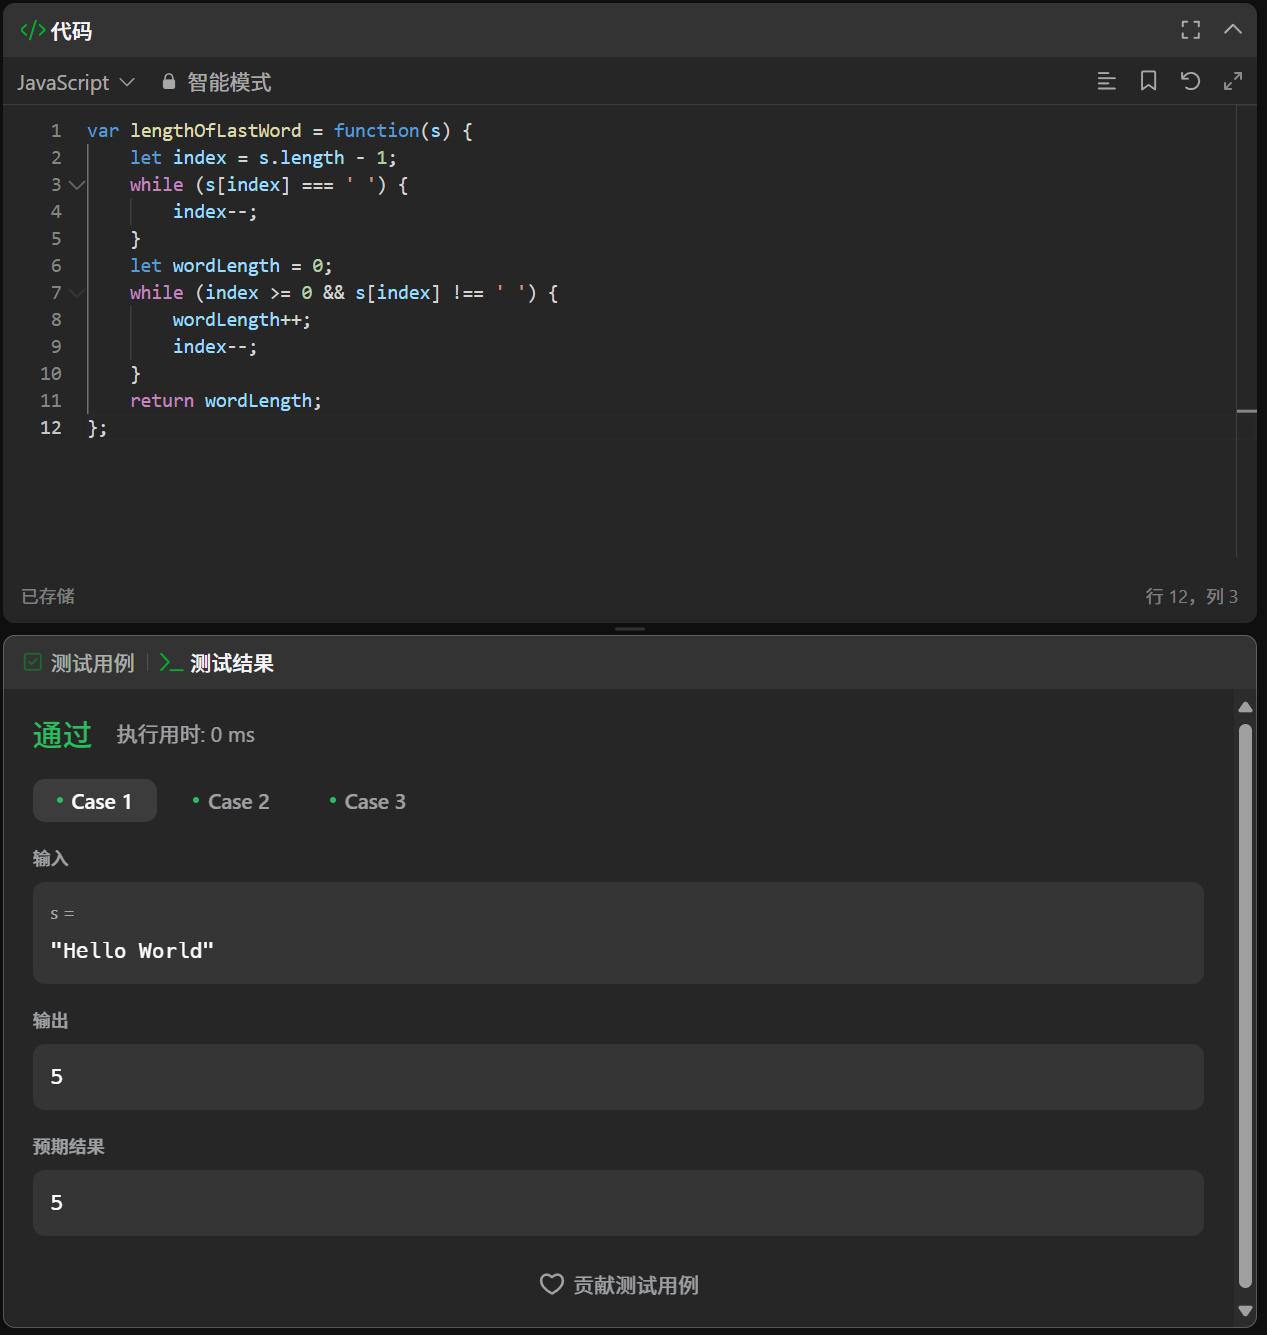 </> 代码
JavaScript 智能模式
1 var lengthOfLastWord = function(s) {
2     let index = s.length - 1;
3     while (s[index] === ' ') {
4         index--;
5     }
6     let wordLength = 0;
7     while (index >= 0 && s[index] !== ' ') {
8         wordLength++;
9         index--;
10     }
11     return wordLength;
12 };
已存储 行 12，列 3
测试用例 >_ 测试结果
通过 执行用时: 0 ms
• Case 1 • Case 2 • Case 3
输入
s =
"Hello World"
输出
5
预期结果
5
贡献测试用例